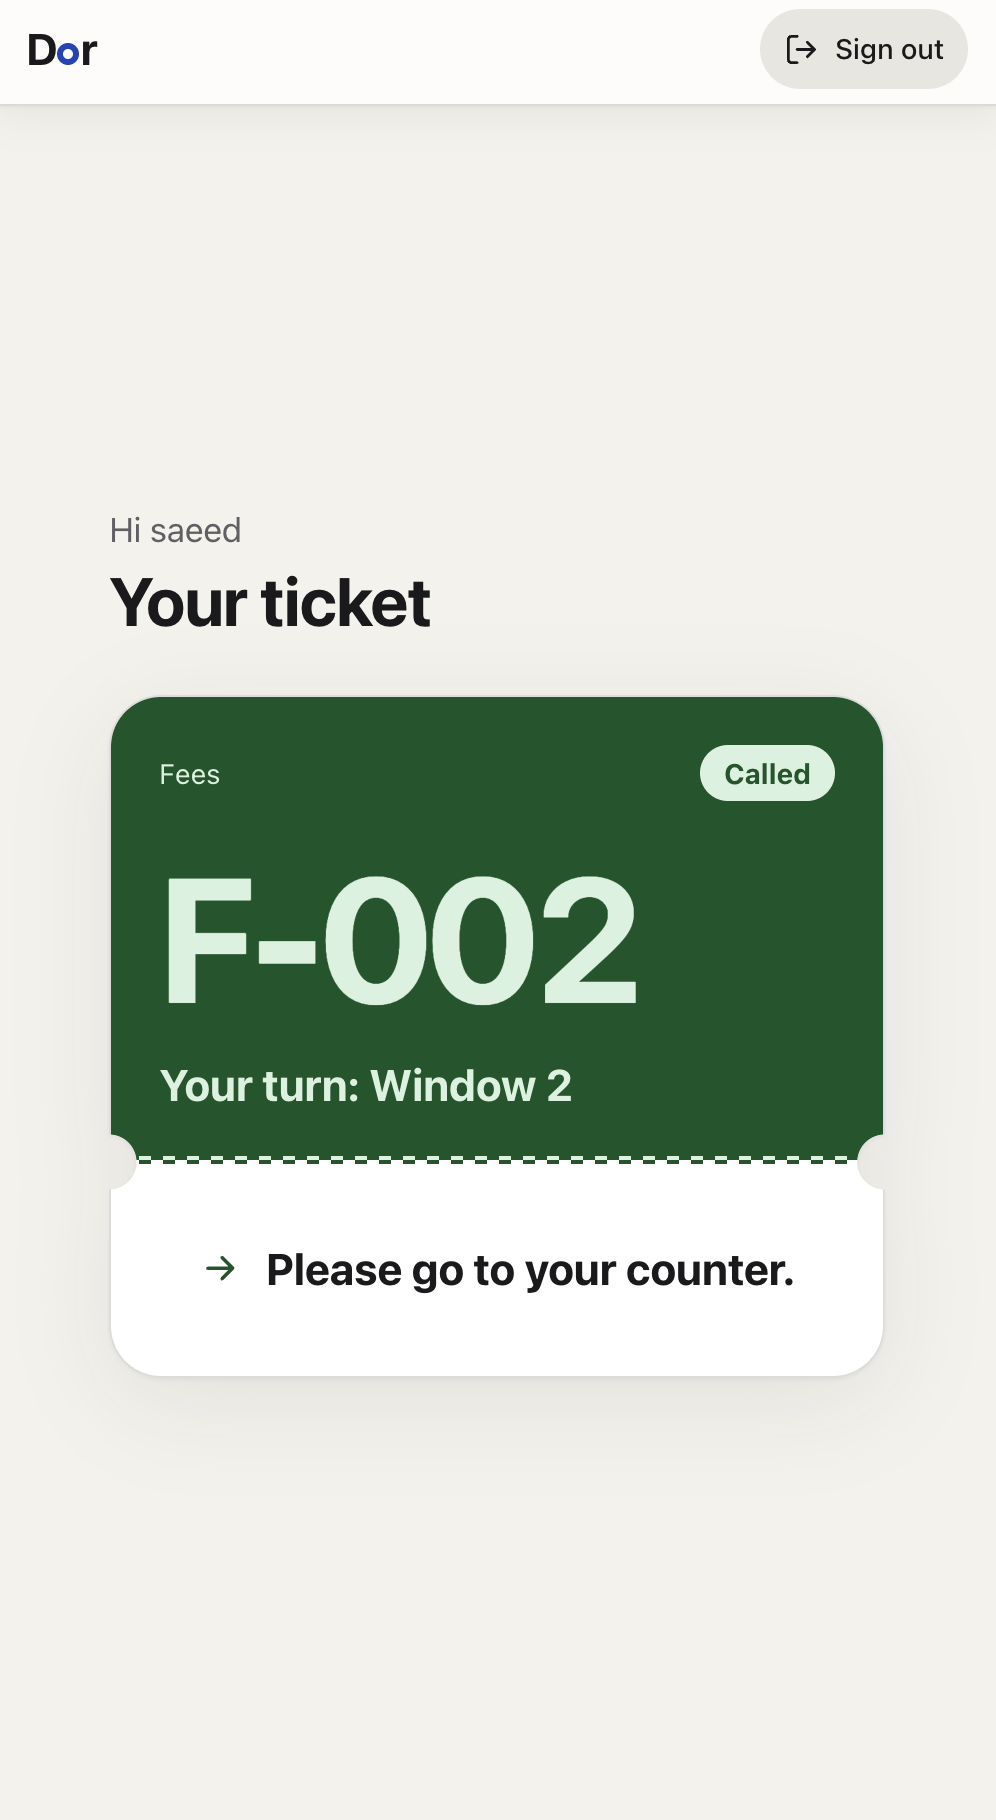 Dor
Sign out
Hi saeed
Your ticket
Fees
Called
F-002
Your turn: Window 2
Please go to your counter.